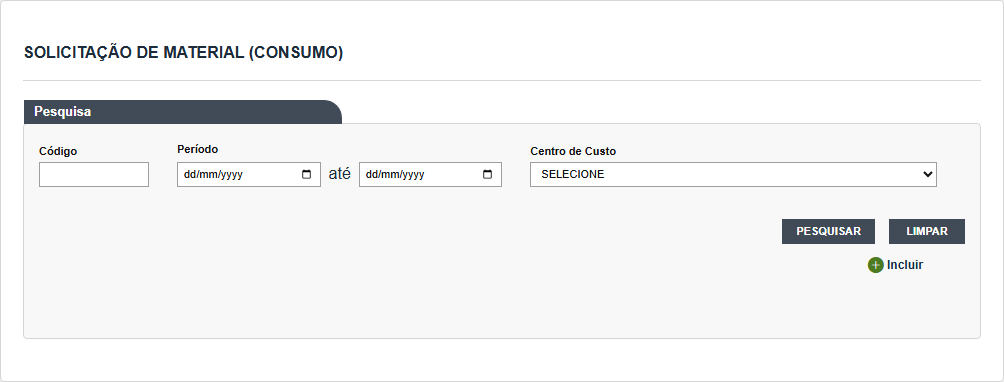 SOLICITAÇÃO DE MATERIAL (CONSUMO)
Pesquisa
Código
Período
Centro de Custo
dd/mm/yyyy até dd/mm/yyyy
SELECIONE
PESQUISAR
LIMPAR
Incluir